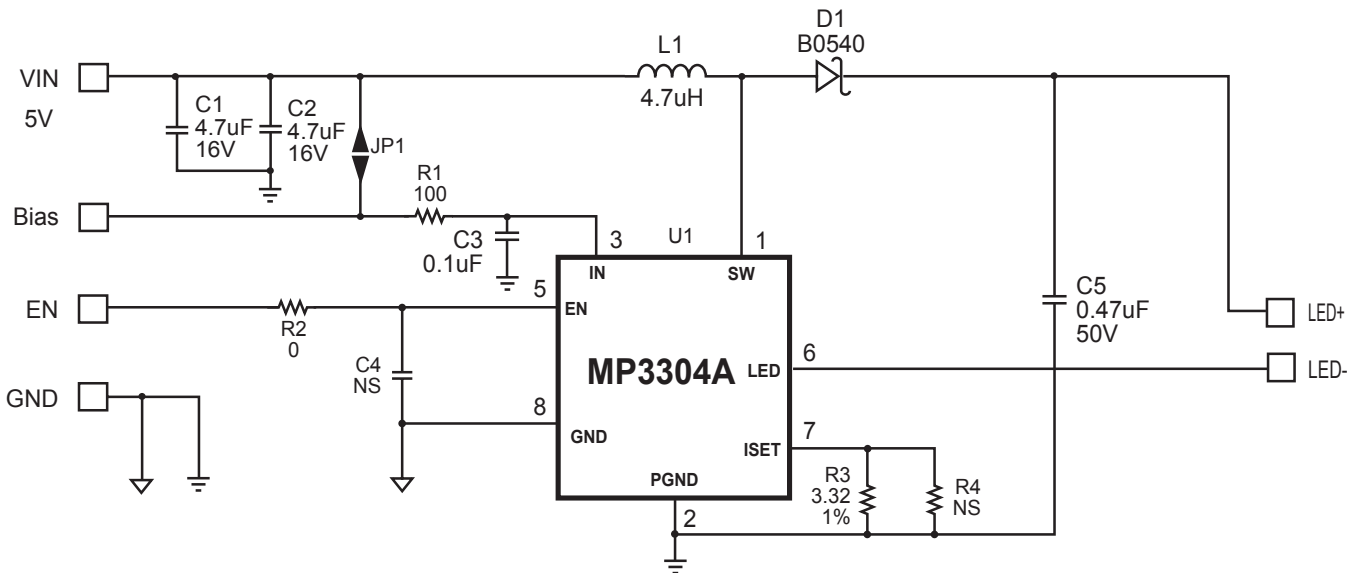 D1
B0540
L1
4.7uH
VIN
5V
C1
4.7uF
16V
C2
4.7uF
16V
JP1
R1
100
Bias
C3
0.1uF
3
U1
1
IN
SW
5
EN
EN
R2
0
C4
NS
MP3304A
LED
6
C5
0.47uF
50V
LED+
LED-
GND
8
GND
7
ISET
PGND
2
R3
3.32
1%
R4
NS